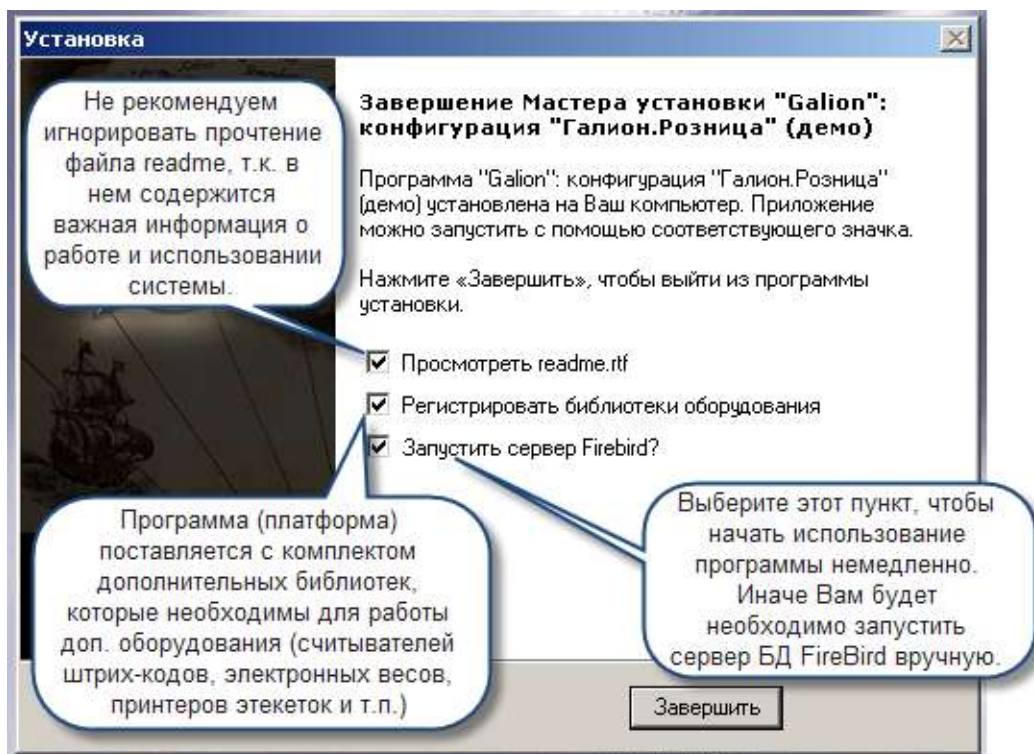 Установка
Не рекомендуем
игнорировать прочтение
файла readme, т.к. в
нем содержится
важная информация о
работе и использовании
системы.
Завершение Мастера установки "Galion":
конфигурация "Галион.Розница" (демо)
Программа "Galion": конфигурация "Галион.Розница"
(демо) установлена на Ваш компьютер. Приложение
можно запустить с помощью соответствующего значка.
Нажмите «Завершить», чтобы выйти из программы
установки.
Просмотреть readme.rtf
Регистрировать библиотеки оборудования
Запустить сервер Firebird?
Программа (платформа)
поставляется с комплектом
дополнительных библиотек,
которые необходимы для работы
доп. оборудования (считывателей
штрих-кодов, электронных весов,
принтеров этекеток и т.п.)
Выберите этот пункт, чтобы
начать использование
программы немедленно.
Иначе Вам будет
необходимо запустить
сервер БД FireBird вручную.
Завершить